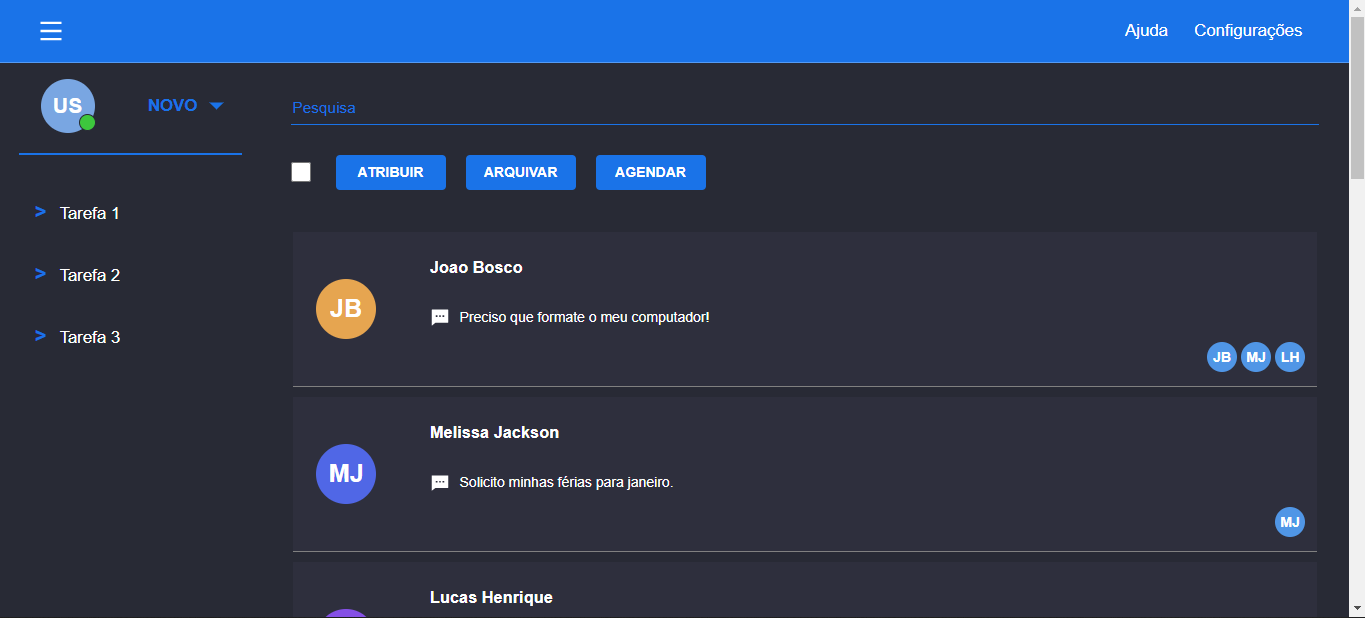 Ajuda Configurações
US NOVO
Pesquisa
ATRIBUIR ARQUIVAR AGENDAR
> Tarefa 1
> Tarefa 2
> Tarefa 3
Joao Bosco
JB
Preciso que formate o meu computador!
JB MJ LH
Melissa Jackson
MJ
Solicito minhas férias para janeiro.
MJ
Lucas Henrique